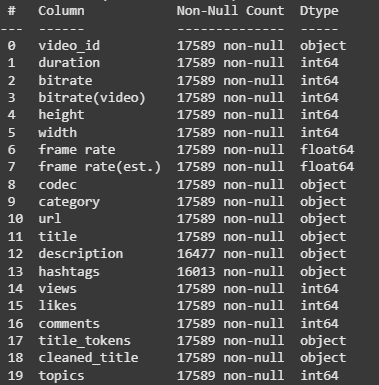 #   Column   Non-Null Count   Dtype
---  ------   --------------   -----
0   video_id   17589 non-null   object
1   duration   17589 non-null   int64
2   bitrate   17589 non-null   int64
3   bitrate(video)   17589 non-null   int64
4   height   17589 non-null   int64
5   width   17589 non-null   int64
6   frame rate   17589 non-null   float64
7   frame rate(est.)   17589 non-null   float64
8   codec   17589 non-null   object
9   category   17589 non-null   object
10   url   17589 non-null   object
11   title   17589 non-null   object
12   description   16477 non-null   object
13   hashtags   16013 non-null   object
14   views   17589 non-null   int64
15   likes   17589 non-null   int64
16   comments   17589 non-null   int64
17   title_tokens   17589 non-null   object
18   cleaned_title   17589 non-null   object
19   topics   17589 non-null   int64